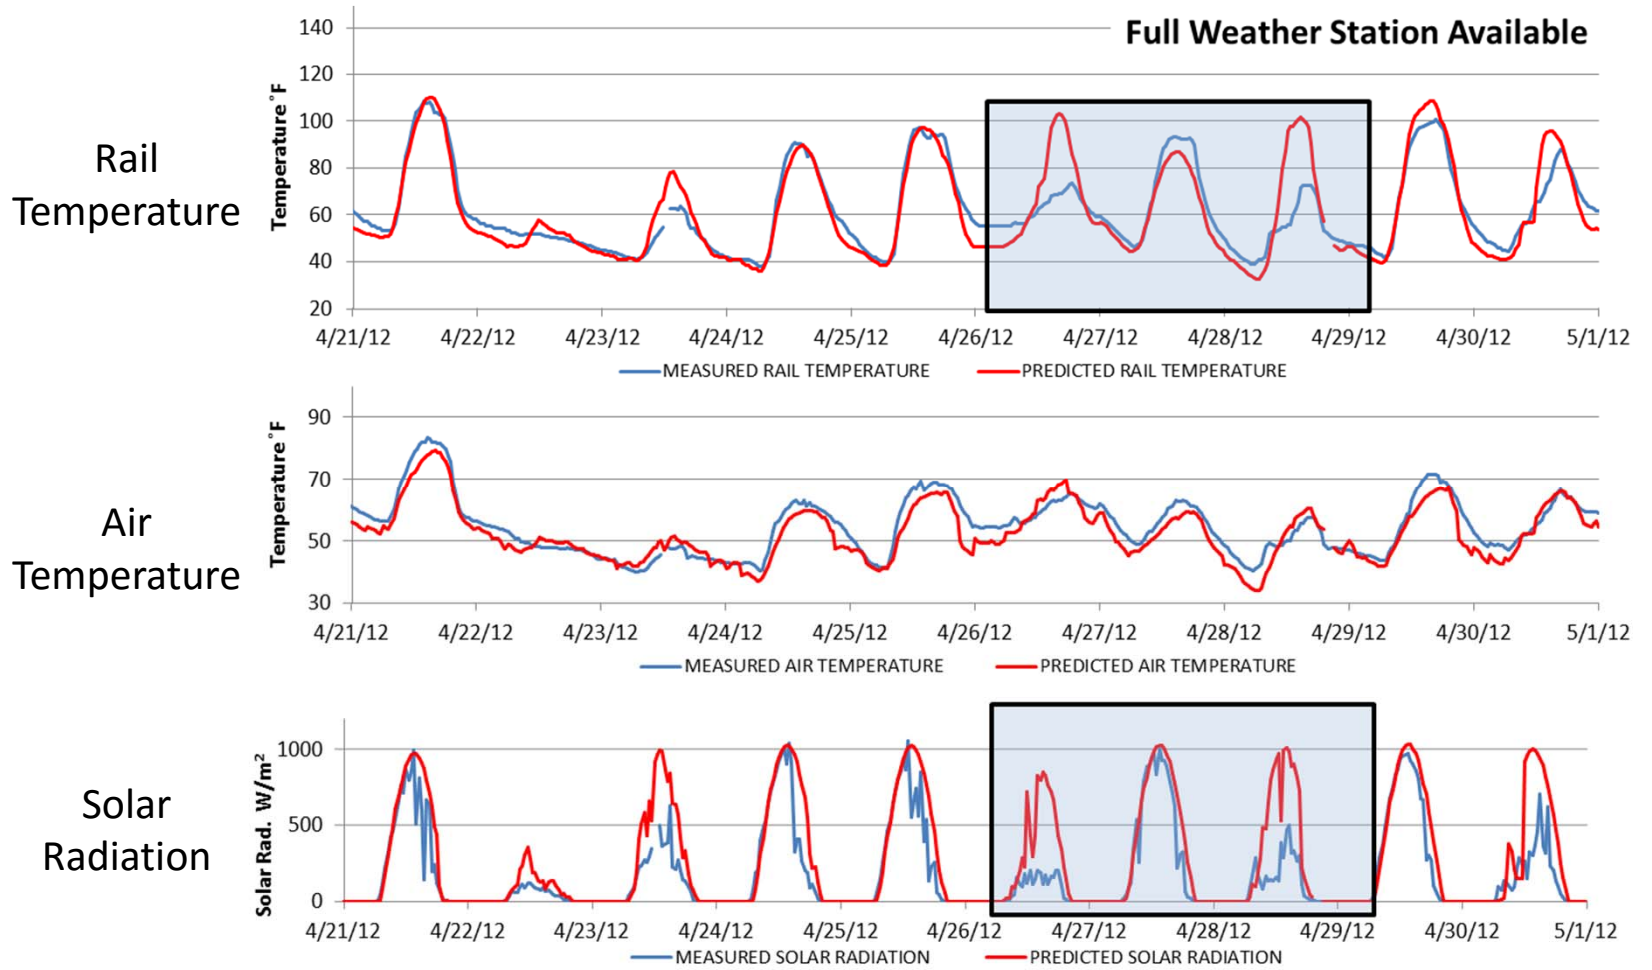 Full Weather Station Available
Rail
Temperature
Temperature °F
140
120
100
80
60
40
20
4/21/12 4/22/12 4/23/12 4/24/12 4/25/12 4/26/12 4/27/12 4/28/12 4/29/12 4/30/12 5/1/12
MEASURED RAIL TEMPERATURE PREDICTED RAIL TEMPERATURE
Air
Temperature
Temperature °F
90
70
50
30
4/21/12 4/22/12 4/23/12 4/24/12 4/25/12 4/26/12 4/27/12 4/28/12 4/29/12 4/30/12 5/1/12
MEASURED AIR TEMPERATURE PREDICTED AIR TEMPERATURE
Solar
Radiation
Solar Rad. W/m²
1000
500
0
4/21/12 4/22/12 4/23/12 4/24/12 4/25/12 4/26/12 4/27/12 4/28/12 4/29/12 4/30/12 5/1/12
MEASURED SOLAR RADIATION PREDICTED SOLAR RADIATION